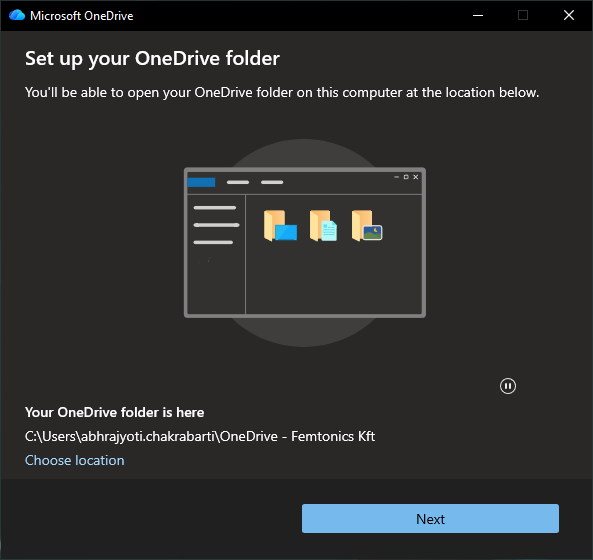 Microsoft OneDrive
Set up your OneDrive folder
You'll be able to open your OneDrive folder on this computer at the location below.
Your OneDrive folder is here
C:\Users\abhrajyoti.chakrabarti\OneDrive - Femtonics Kft
Choose location
Next